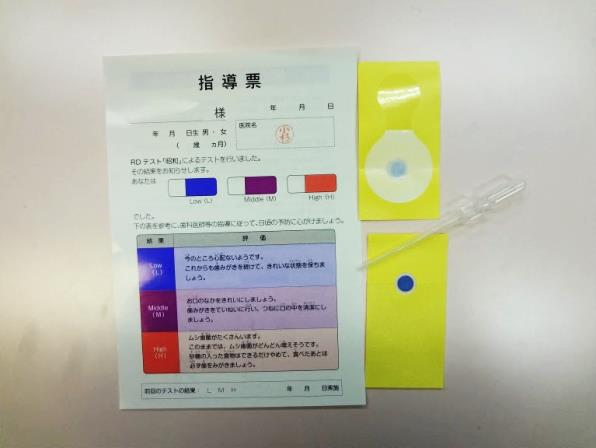 指導票
様
年 月 日
年 月 日生 男・女
( 歳 ヵ月)
医院名
小杉
RDテスト「昭和」によるテストを行いました。
その結果をお知らせします。
あなたは
Low (L)
Middle (M)
High (H)
でした。
下の表を参考に、歯科医師等の指導に従って、日頃の予防に心がけましょう。
結果
評価
Low
(L)
今のところ心配ないようです。
これからも歯みがきを続けて、きれいな状態を保ちま
しょう。
Middle
(M)
お口のなかをきれいにしましょう。
歯みがきをていねいに行い、つねに口の中を清潔にし
ましょう。
High
(H)
ムシ歯菌がたくさんいます。
このままでは、ムシ歯菌がどんどん増えそうです。
砂糖の入った食物はできるだけやめて、食べたあとは
必ず歯をみがきましょう。
前回のテストの結果: L M H 年 月 日実施